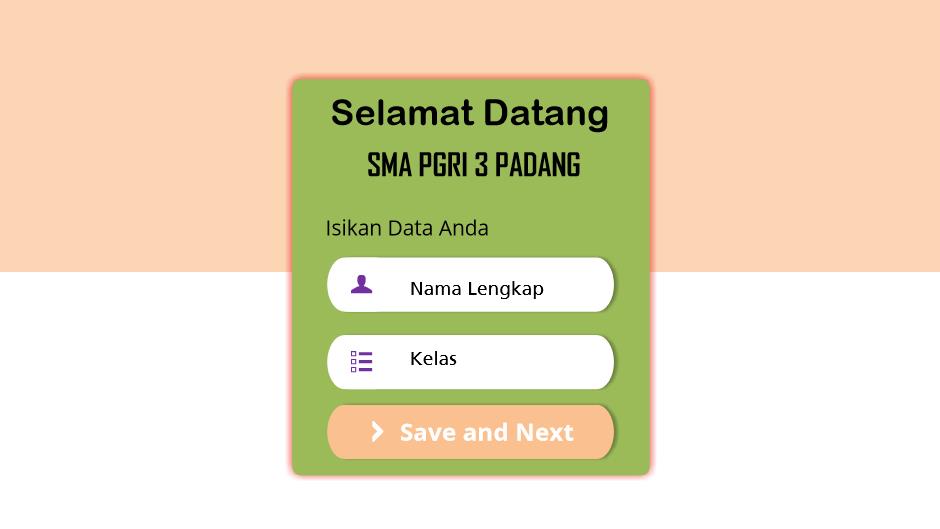 Selamat Datang
SMA PGRI 3 PADANG
Isikan Data Anda
Nama Lengkap
Kelas
Save and Next